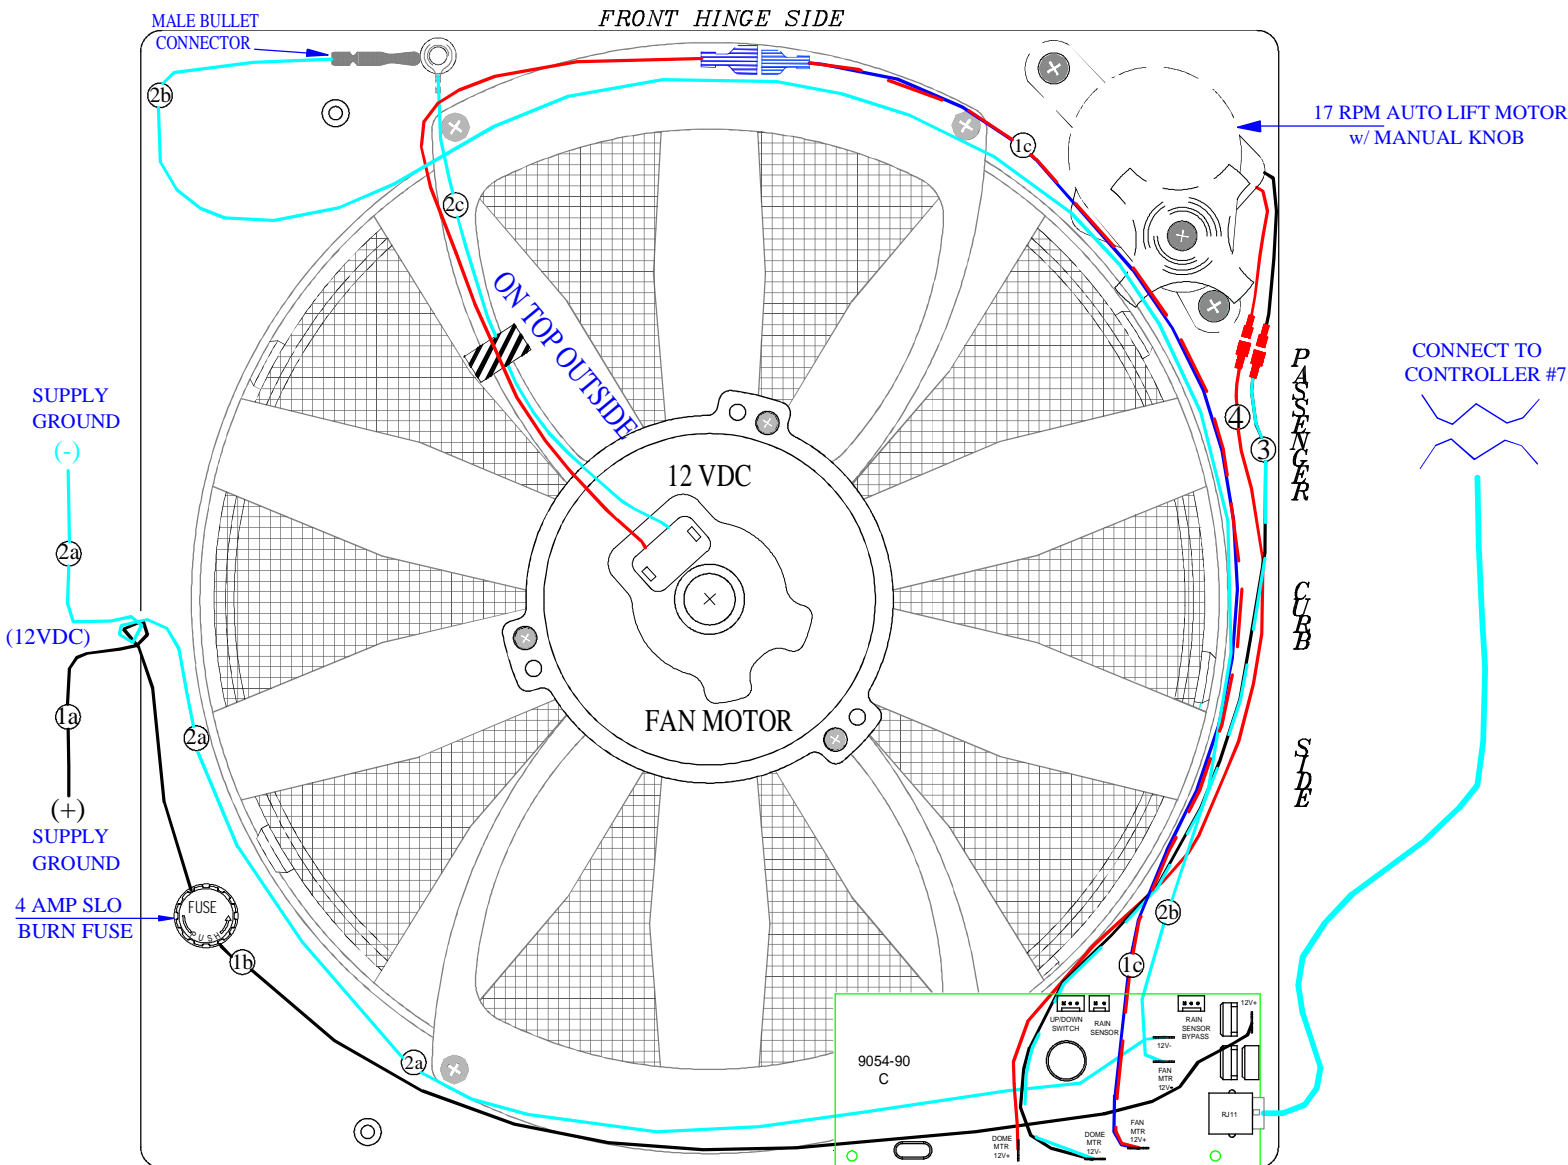 FRONT HINGE SIDE
MALE BULLET
CONNECTOR
2b
17 RPM AUTO LIFT MOTOR
w/ MANUAL KNOB
1c
2c
ON TOP OUTSIDE
PASSENGER
CURB
SIDE
CONNECT TO
CONTROLLER #7
4
3
SUPPLY
GROUND
(-)
2a
(12VDC)
1a
(+)
SUPPLY
GROUND
12 VDC
FAN MOTOR
2a
4 AMP SLO
BURN FUSE
FUSE
PUSH
1b
2b
1c
2a
9054-90
C
UP/DOWN
SWITCH
RAIN
SENSOR
RAIN
SENSOR
BYPASS
12V+
12V-
FAN
MTR
12V-
RJ11
DOME
MTR
12V+
DOME
MTR
12V-
FAN
MTR
12V+